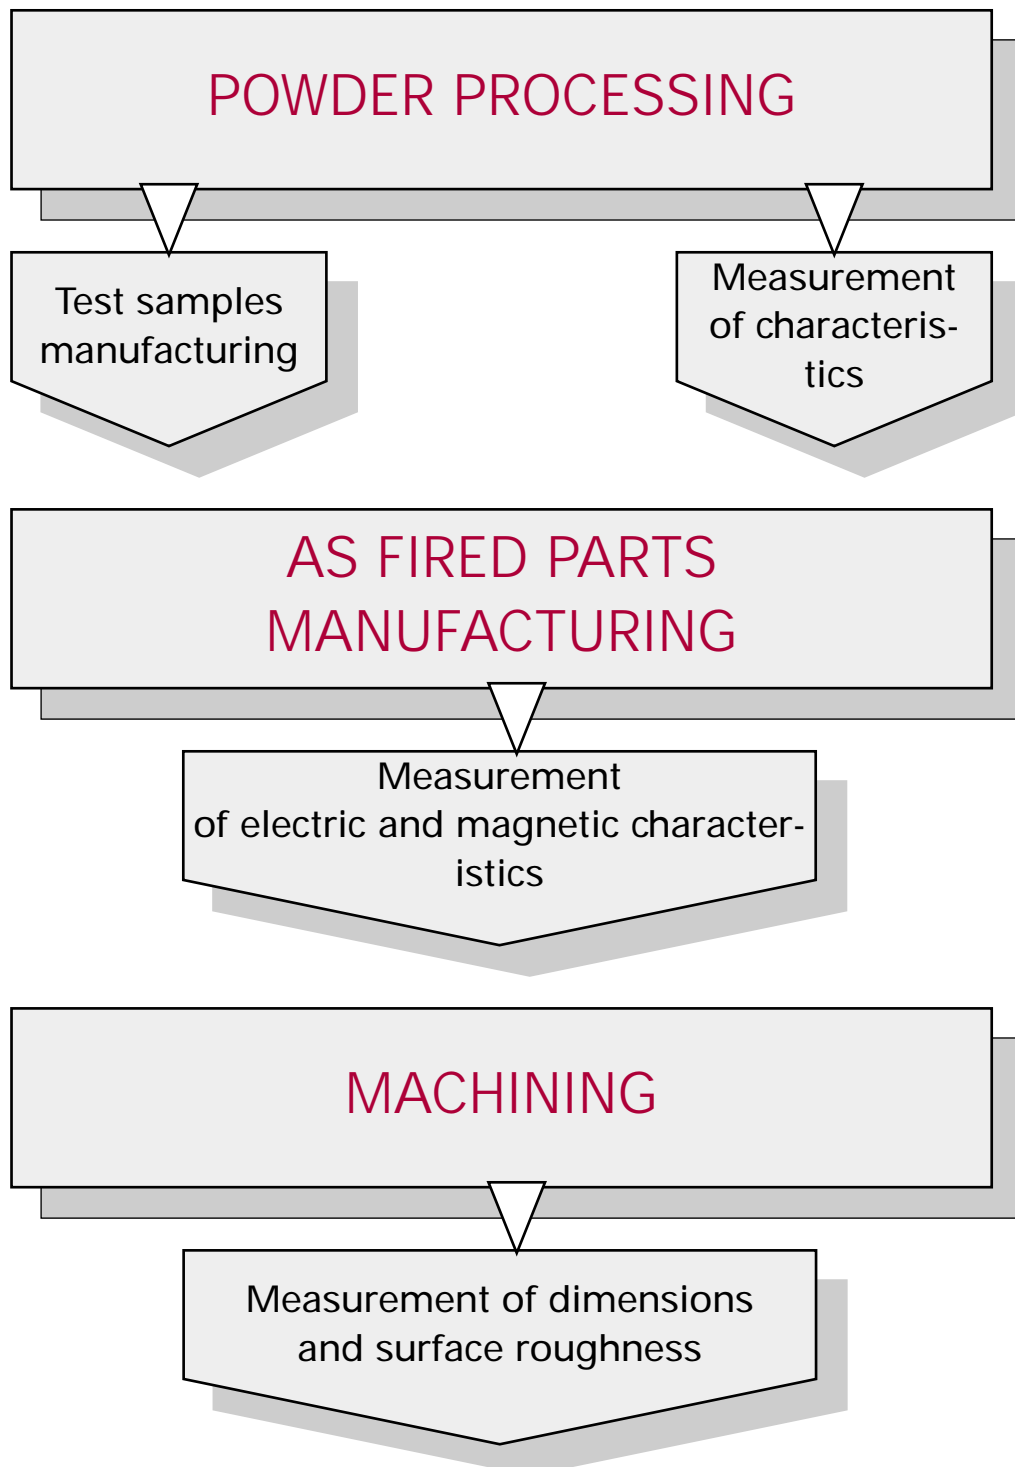 POWDER PROCESSING
Test samples
manufacturing
Measurement
of characteris-
tics
AS FIRED PARTS
MANUFACTURING
Measurement
of electric and magnetic character-
istics
MACHINING
Measurement of dimensions
and surface roughness